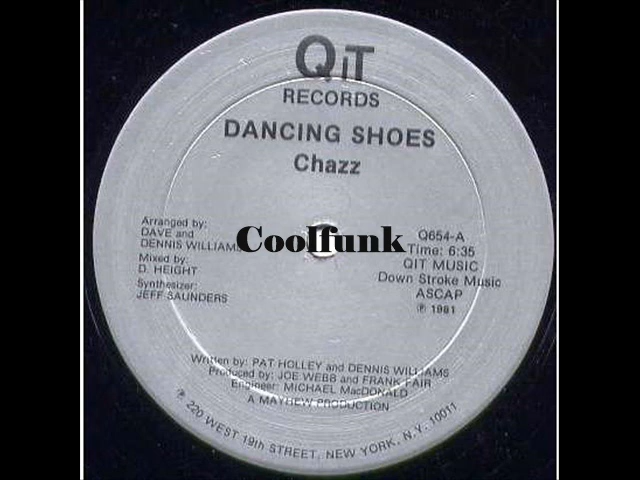 QiT
RECORDS
DANCING SHOES
Chazz
Arranged by:
DAVE and
DENNIS WILLIAMS
Mixed by:
D. HEIGHT
Synthesizer:
JEFF SAUNDERS
Coolfunk
Q654-A
Time: 6:35
QIT MUSIC
Down Stroke Music
ASCAP
℗ 1981
Written by: PAT HOLLEY and DENNIS WILLIAMS
Produced by: JOE WEBB and FRANK FAIR
Engineer: MICHAEL MacDONALD
A MAYHEW PRODUCTION
℗ 220 WEST 19th STREET, NEW YORK, N.Y. 10011